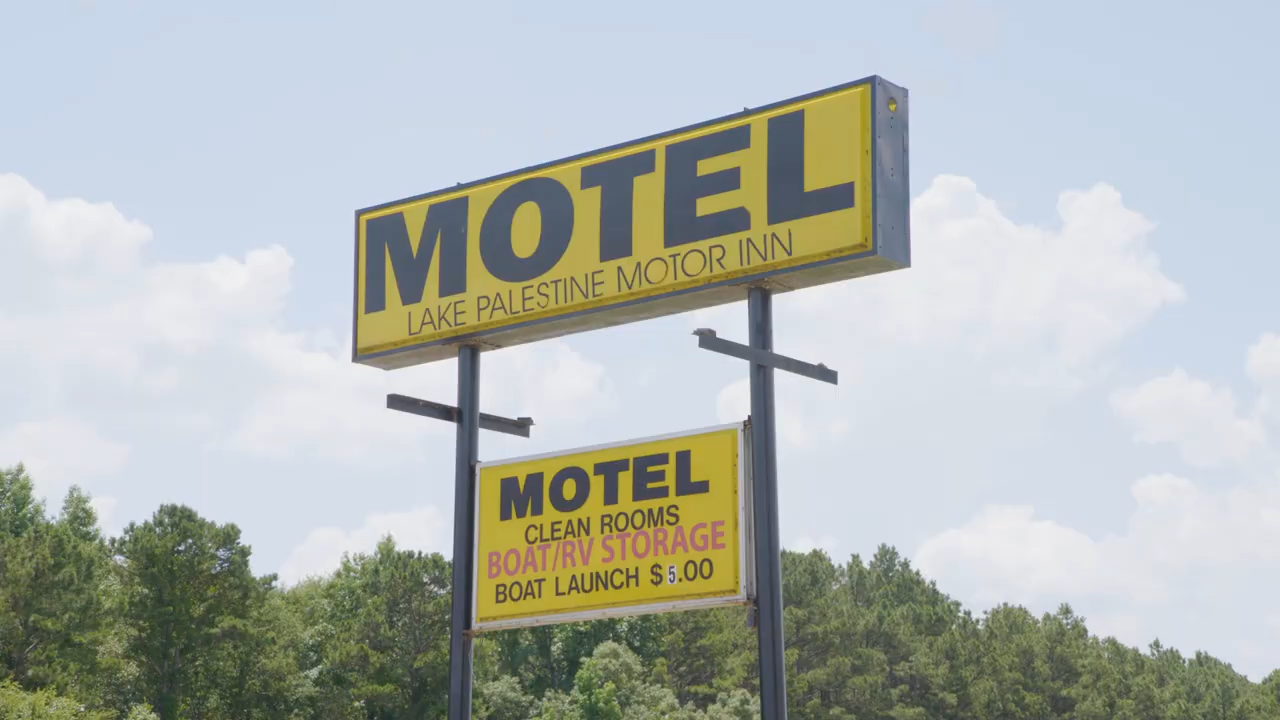 MOTEL
LAKE PALESTINE MOTOR INN
MOTEL
CLEAN ROOMS
BOAT/RV STORAGE
BOAT LAUNCH $5.00